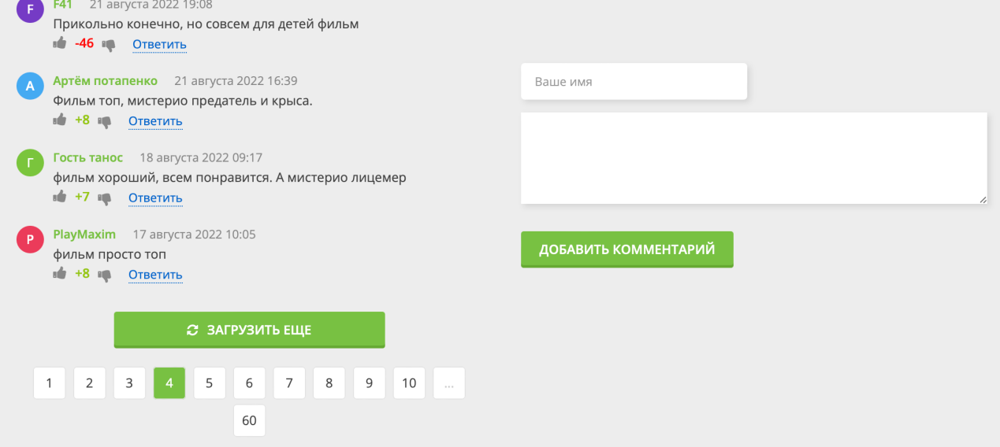 F
F41 21 августа 2022 19:08
Прикольно конечно, но совсем для детей фильм
-46 Ответить
А
Артём потапенко 21 августа 2022 16:39
Фильм топ, мистерио предатель и крыса.
+8 Ответить
Г
Гость танос 18 августа 2022 09:17
фильм хороший, всем понравится. А мистерио лицемер
+7 Ответить
P
PlayMaxim 17 августа 2022 10:05
фильм просто топ
+8 Ответить
ЗАГРУЗИТЬ ЕЩЕ
1 2 3 4 5 6 7 8 9 10 ...
60
Ваше имя
ДОБАВИТЬ КОММЕНТАРИЙ